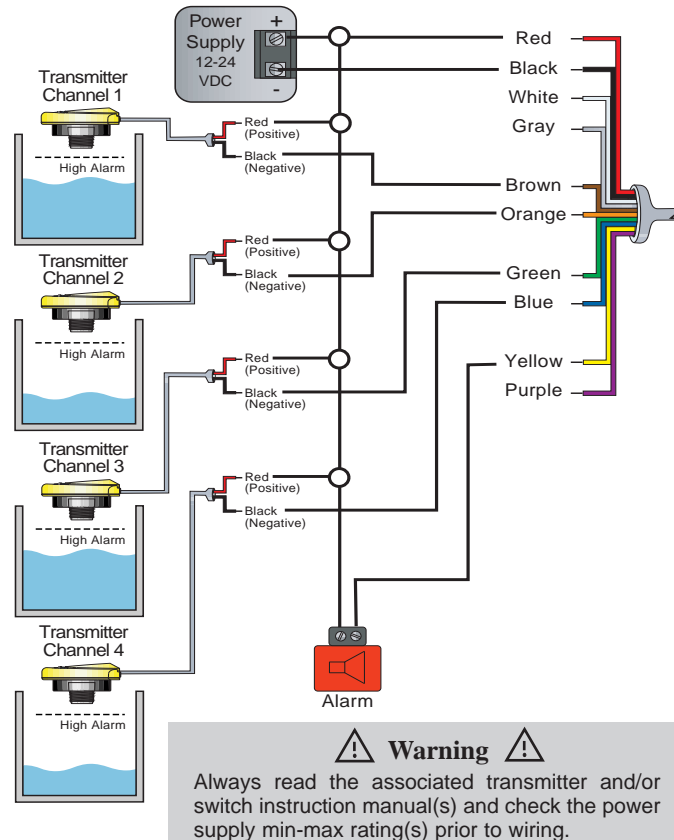 Power
Supply
12-24
VDC
+
-
Red
Black
White
Gray
Brown
Orange
Green
Blue
Yellow
Purple
Transmitter
Channel 1
High Alarm
Red
(Positive)
Black
(Negative)
Transmitter
Channel 2
High Alarm
Red
(Positive)
Black
(Negative)
Transmitter
Channel 3
High Alarm
Red
(Positive)
Black
(Negative)
Transmitter
Channel 4
High Alarm
Red
(Positive)
Black
(Negative)
Alarm
Warning
Always read the associated transmitter and/or
switch instruction manual(s) and check the power
supply min-max rating(s) prior to wiring.